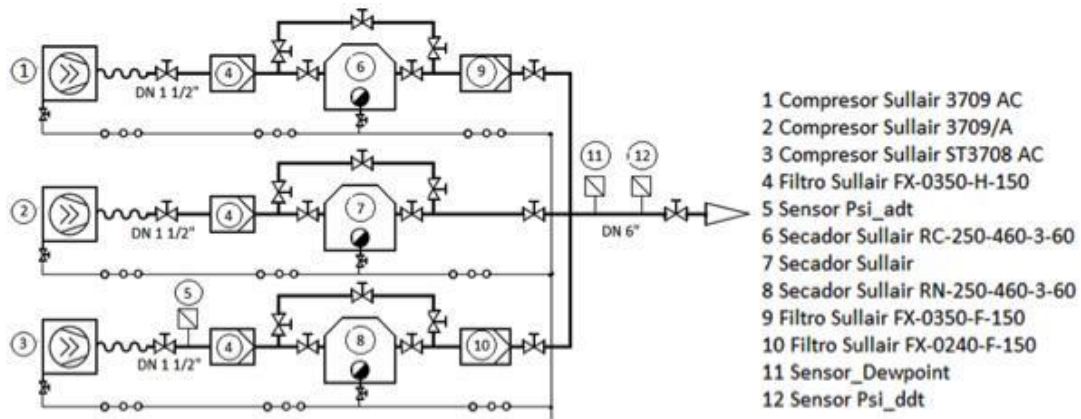 1
DN 1 1/2"
4
6
9
2
DN 1 1/2"
4
7
11
12
DN 6"
3
DN 1 1/2"
5
4
8
10
1 Compresor Sullair 3709 AC
2 Compresor Sullair 3709/A
3 Compresor Sullair ST3708 AC
4 Filtro Sullair FX-0350-H-150
5 Sensor Psi_adt
6 Secador Sullair RC-250-460-3-60
7 Secador Sullair
8 Secador Sullair RN-250-460-3-60
9 Filtro Sullair FX-0350-F-150
10 Filtro Sullair FX-0240-F-150
11 Sensor_Dewpoint
12 Sensor Psi_ddt